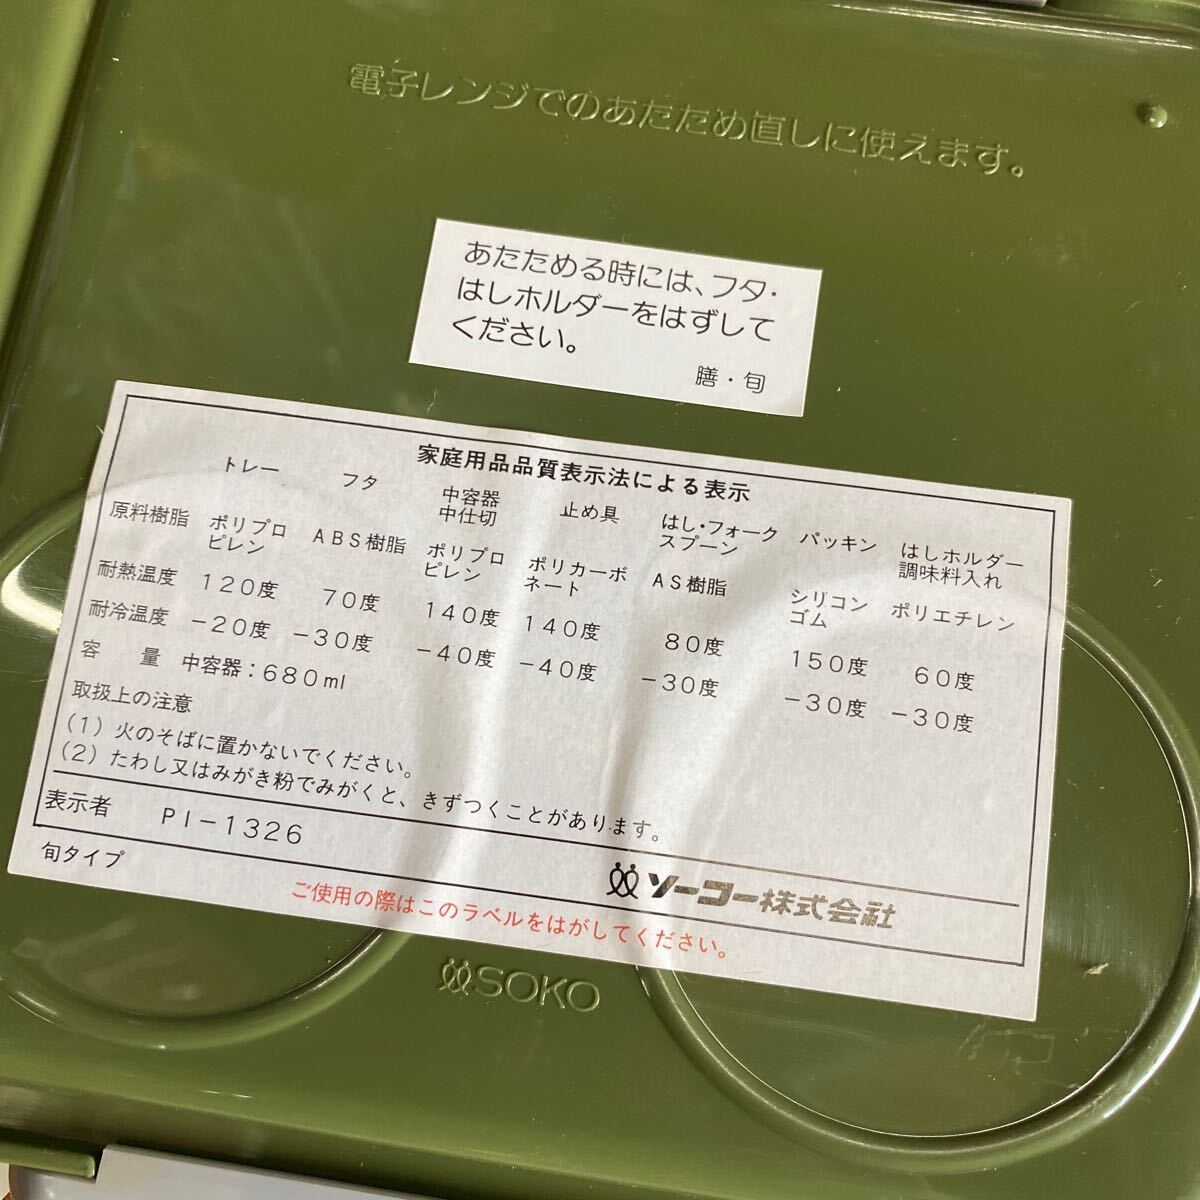 電子レンジでのあたため直しに使えます。
あたためる時には、フタ・
はしホルダーをはずして
ください。
膳・旬
家庭用品品質表示法による表示
トレー フタ 中容器 中仕切 止め具 はし・フォーク スプーン パッキン はしホルダー 調味料入れ
原料樹脂 ポリプロピレン ABS樹脂 ポリプロピレン ポリカーボネート AS樹脂 シリコンゴム ポリエチレン
耐熱温度 120度 70度 140度 140度 80度 150度 60度
耐冷温度 −20度 −30度 −40度 −40度 −30度 −30度 −30度
容 量 中容器:680ml
取扱上の注意
(1)火のそばに置かないでください。
(2)たわし又はみがき粉でみがくと、きずつくことがあります。
表示者 PI−1326
ソーコー株式会社
旬タイプ
ご使用の際はこのラベルをはがしてください。
SOKO